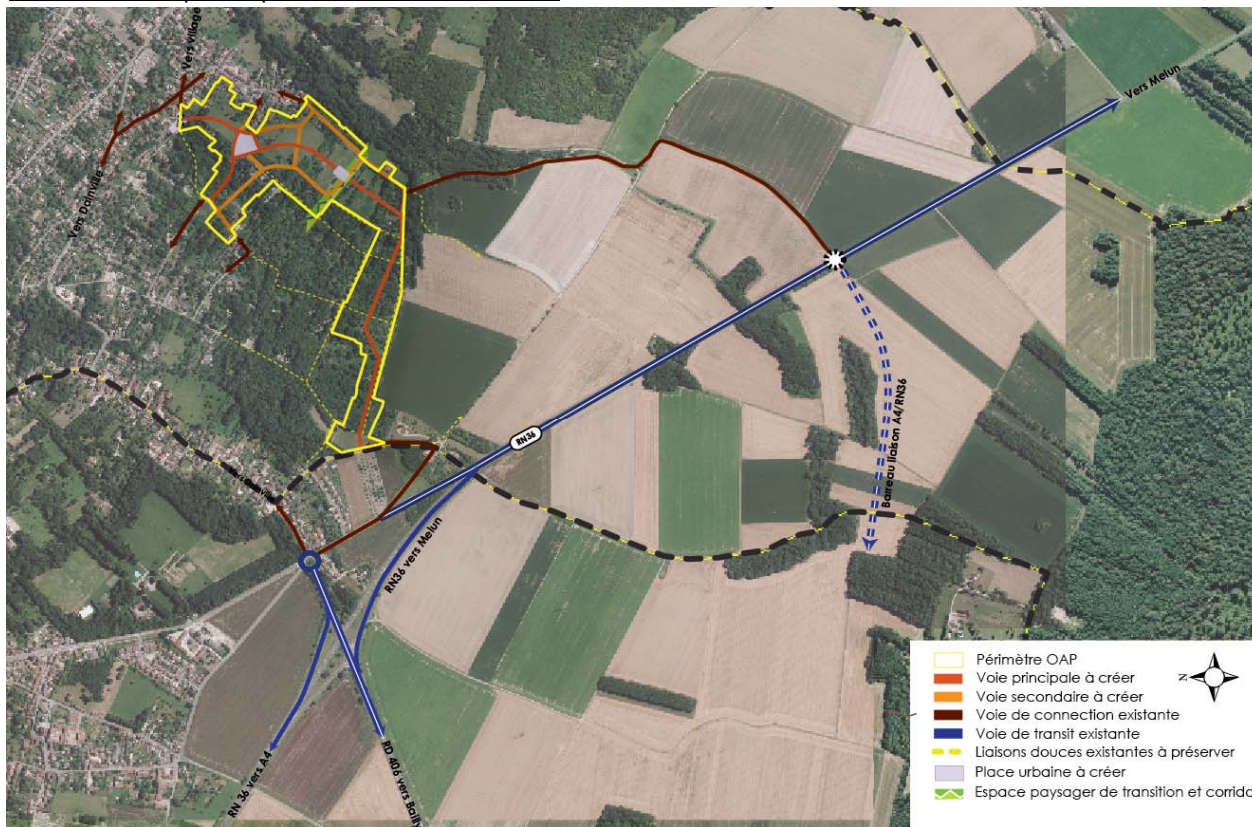 Vers village
Vers Melun
Vers Dainville
RN36
Barreau liaison A4/RN36
RN36 vers Melun
RN 36 vers A4
RD 406 vers Bailly
N
Périmètre OAP
Voie principale à créer
Voie secondaire à créer
Voie de connection existante
Voie de transit existante
Liaisons douces existantes à préserver
Place urbaine à créer
Espace paysager de transition et corrido